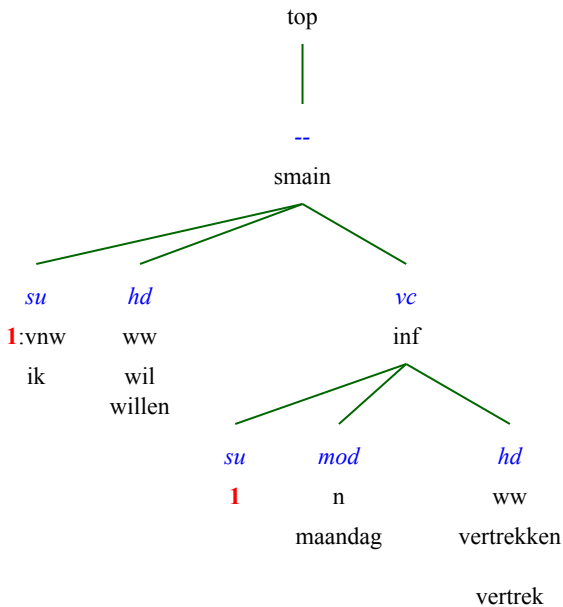 top
--
smain
su hd vc
1:vnw ww inf
ik wil
willen
su mod hd
1 n ww
maandag vertrekken
vertrek